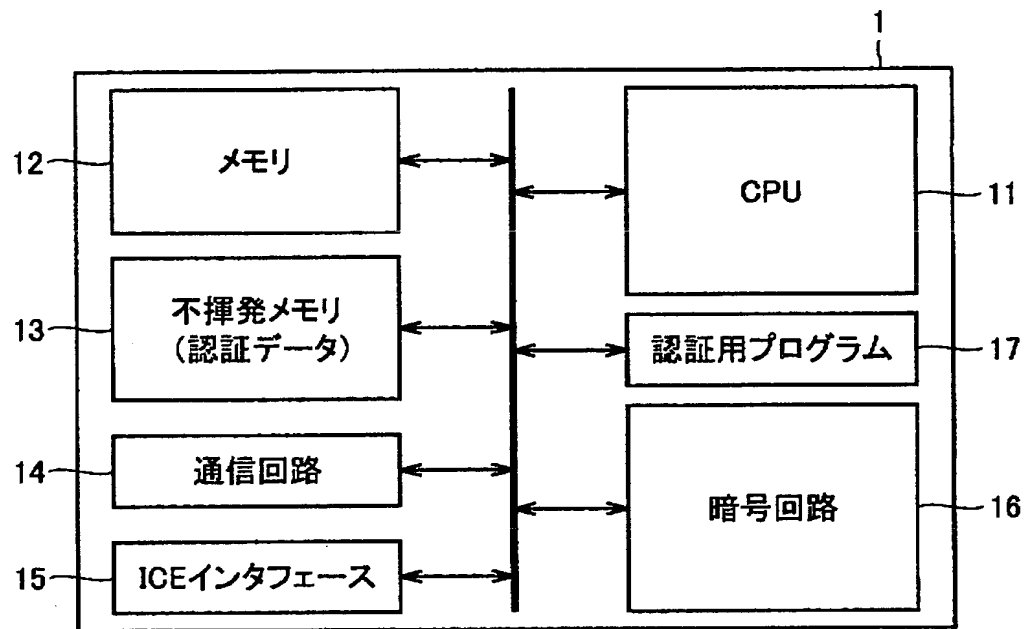 1
12
メモリ
CPU
11
13
不揮発メモリ
(認証データ)
認証用プログラム
17
14
通信回路
暗号回路
16
15
ICEインタフェース